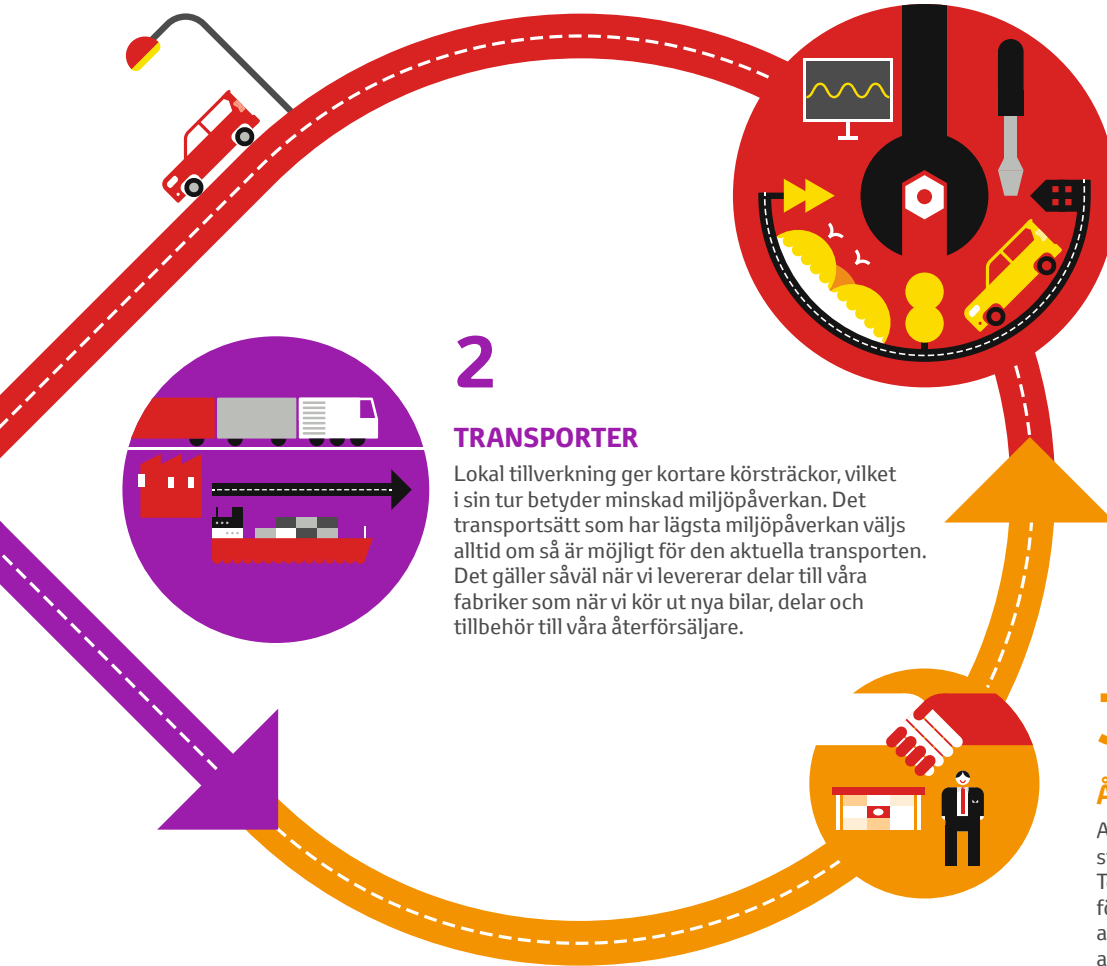 2
TRANSPORTER
Lokal tillverkning ger kortare körsträckor, vilket
i sin tur betyder minskad miljöpåverkan. Det
transportsätt som har lägsta miljöpåverkan väljs
alltid om så är möjligt för den aktuella transporten.
Det gäller såväl när vi levererar delar till våra
fabriker som när vi kör ut nya bilar, delar och
tillbehör till våra återförsäljare.